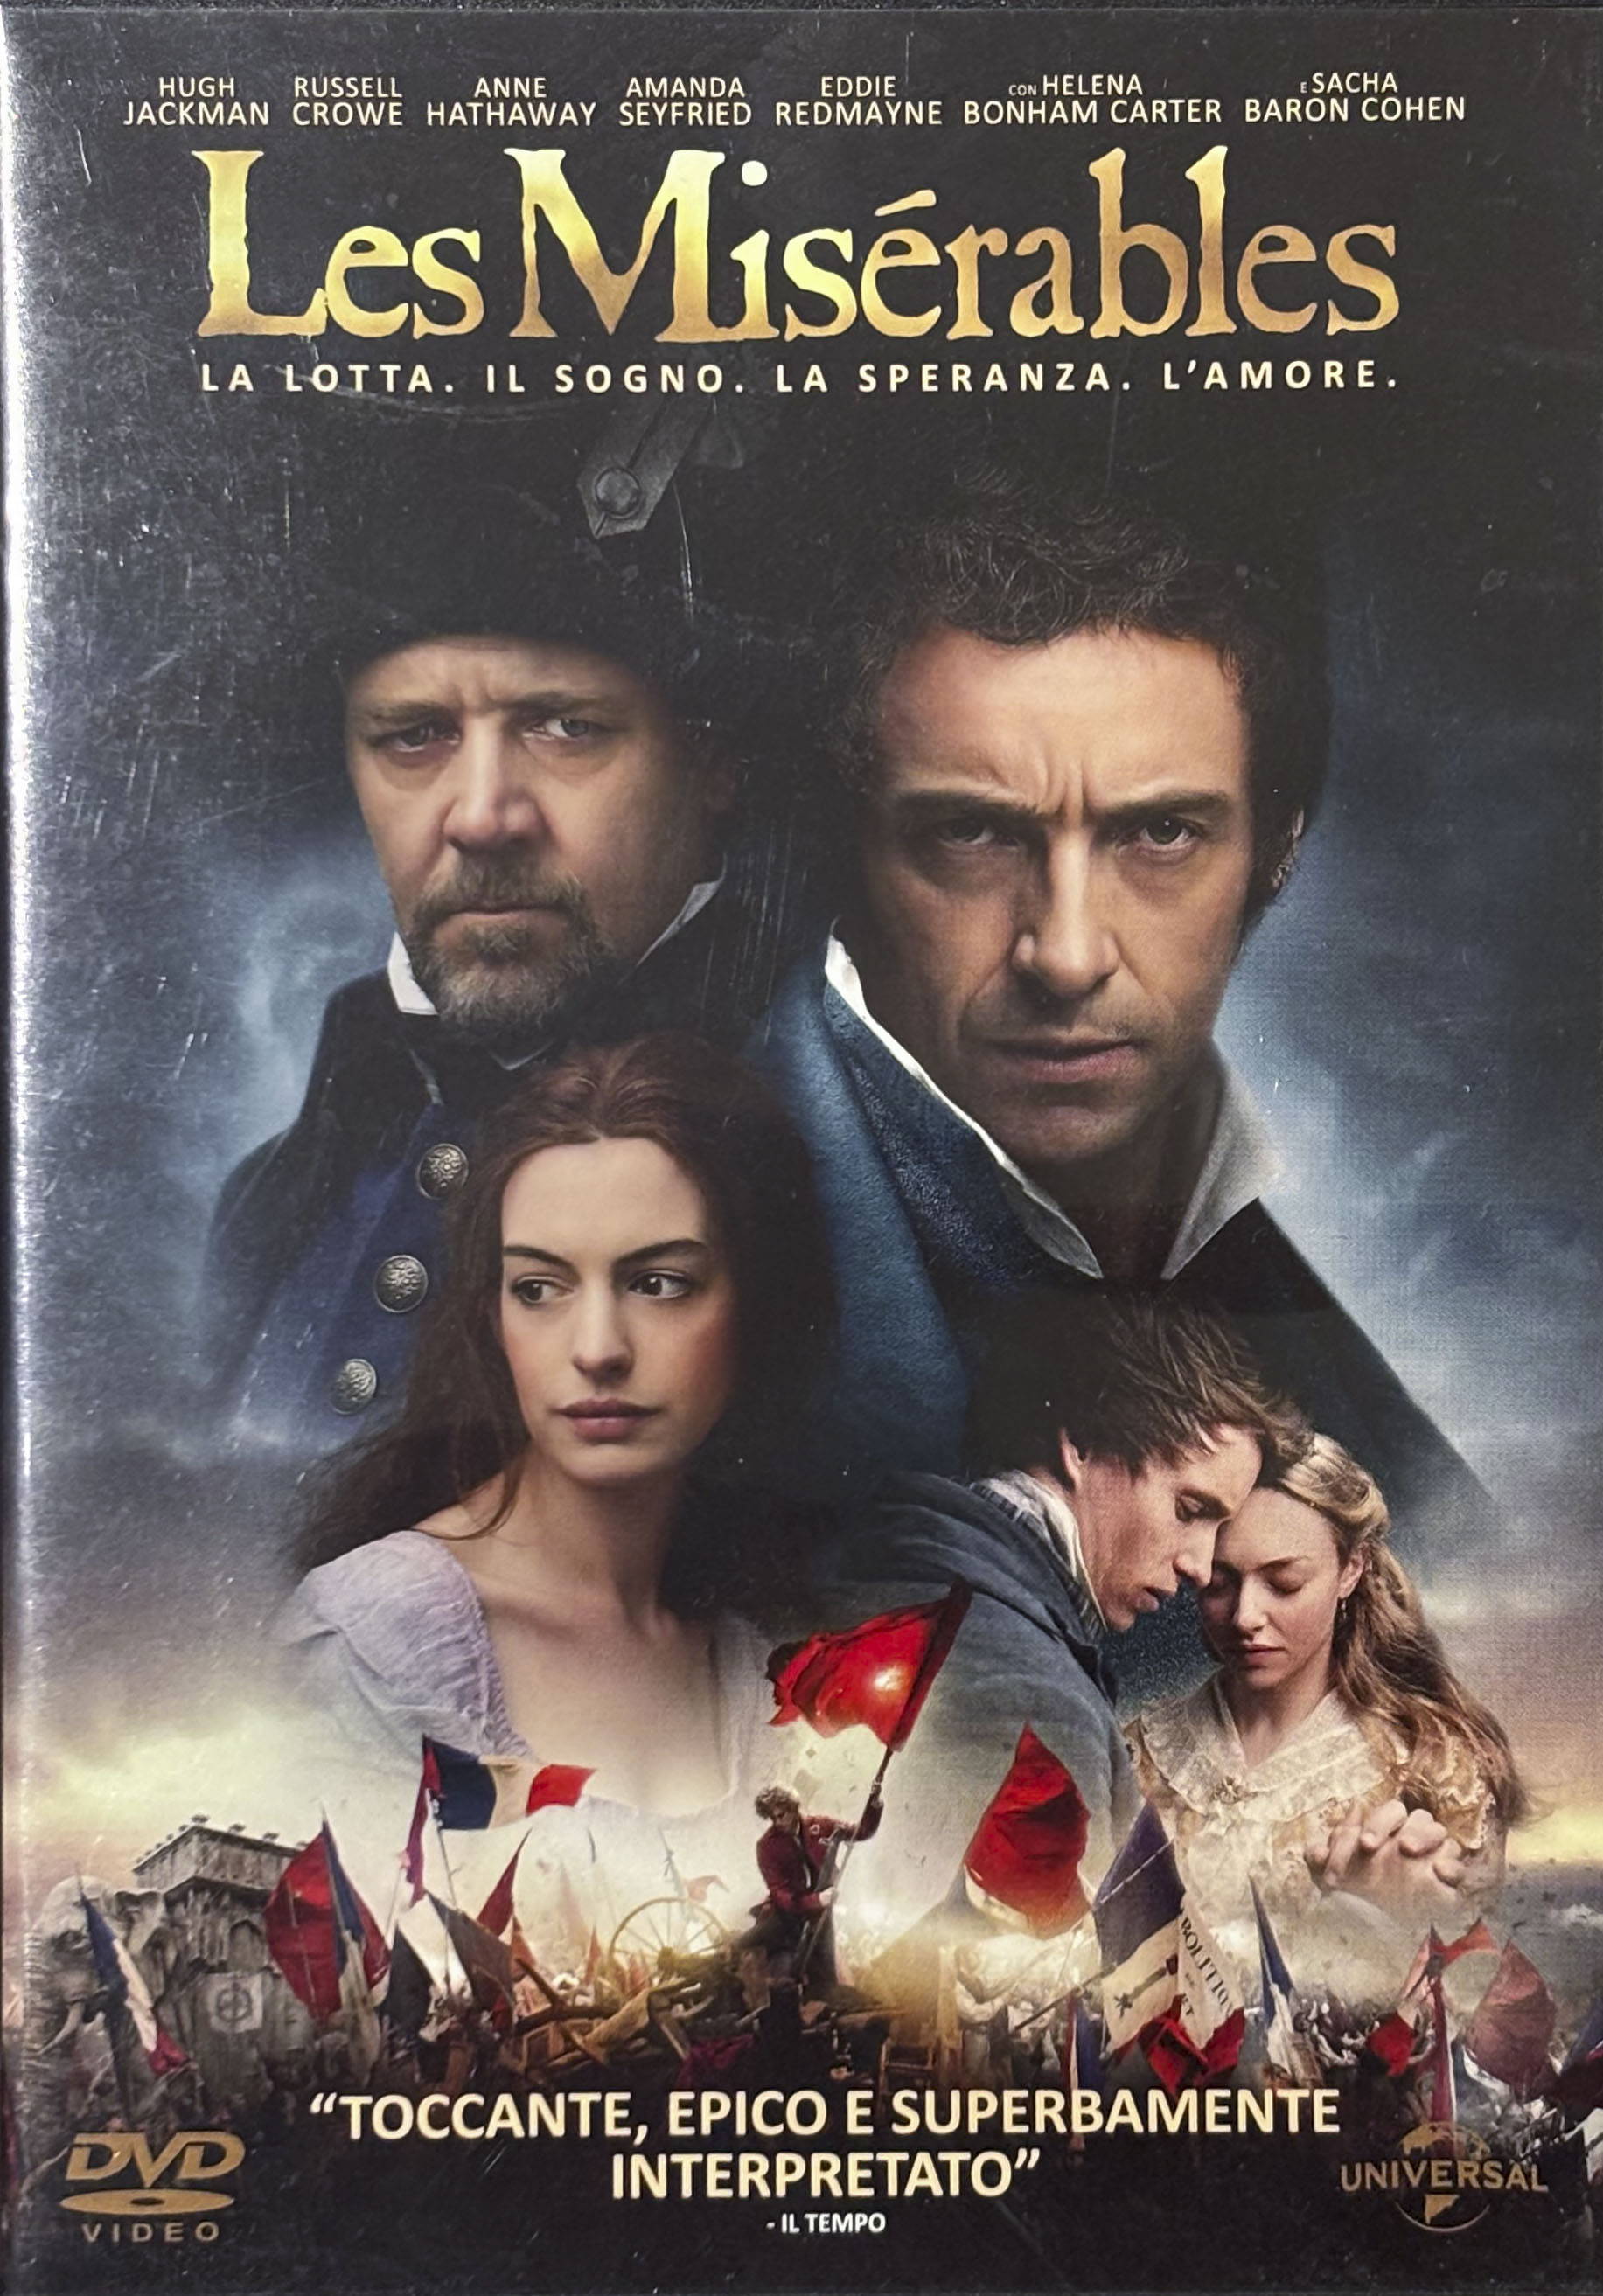 HUGH JACKMAN
RUSSELL CROWE
ANNE HATHAWAY
AMANDA SEYFRIED
EDDIE REDMAYNE
CON HELENA BONHAM CARTER
E SACHA BARON COHEN
Les Misérables
LA LOTTA. IL SOGNO. LA SPERANZA. L'AMORE.
“TOCCANTE, EPICO E SUPERBAMENTE
INTERPRETATO”
- IL TEMPO
DVD
VIDEO
UNIVERSAL